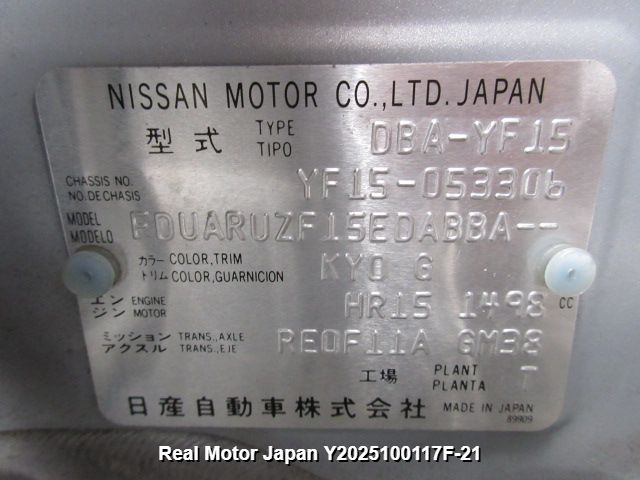 NISSAN MOTOR CO.,LTD. JAPAN
型式 TYPE TIPO DBA-YF15
CHASSIS NO. NO.DE CHASIS YF15-053306
MODEL MODELO EDUARUZF15EDABBA--
カラー COLOR,TRIM トリム COLOR,GUARNICION KY0 G
エンジン ENGINE MOTOR HR15 1498 CC
ミッション TRANS.,AXLE アクスル TRANS.,EJE RE0F11A GM38
工場 PLANT PLANTA T
日産自動車株式会社 MADE IN JAPAN
89909
Real Motor Japan Y2025100117F-21